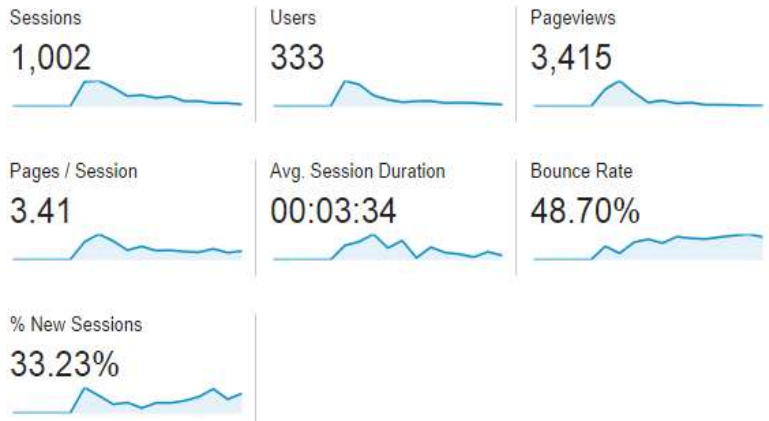 Sessions
1,002
Users
333
Pageviews
3,415
Pages / Session
3.41
Avg. Session Duration
00:03:34
Bounce Rate
48.70%
% New Sessions
33.23%